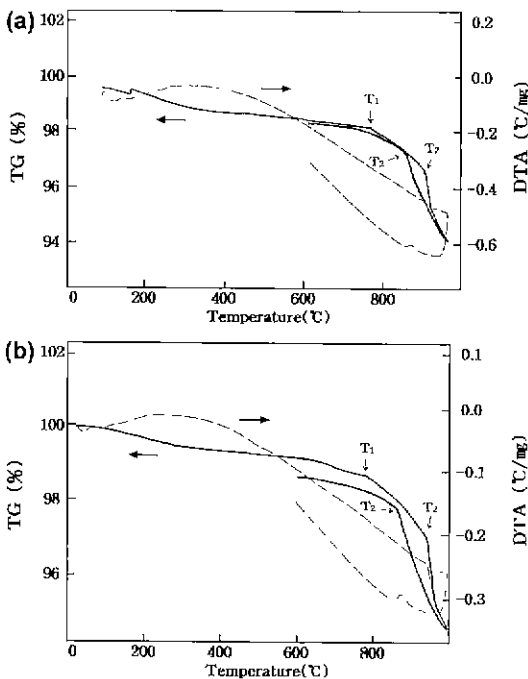 (a)
102
100
98
96
94
TG (%)
0.2
0.0
-0.2
-0.4
-0.6
DTA (℃/mg)
T₁
T₂
T₂
0
200
400
600
800
Temperature(℃)
(b)
102
100
98
96
TG (%)
0.1
0.0
-0.1
-0.2
-0.3
DTA (℃/mg)
T₁
T₂
T₂
0
200
400
600
800
Temperature(℃)